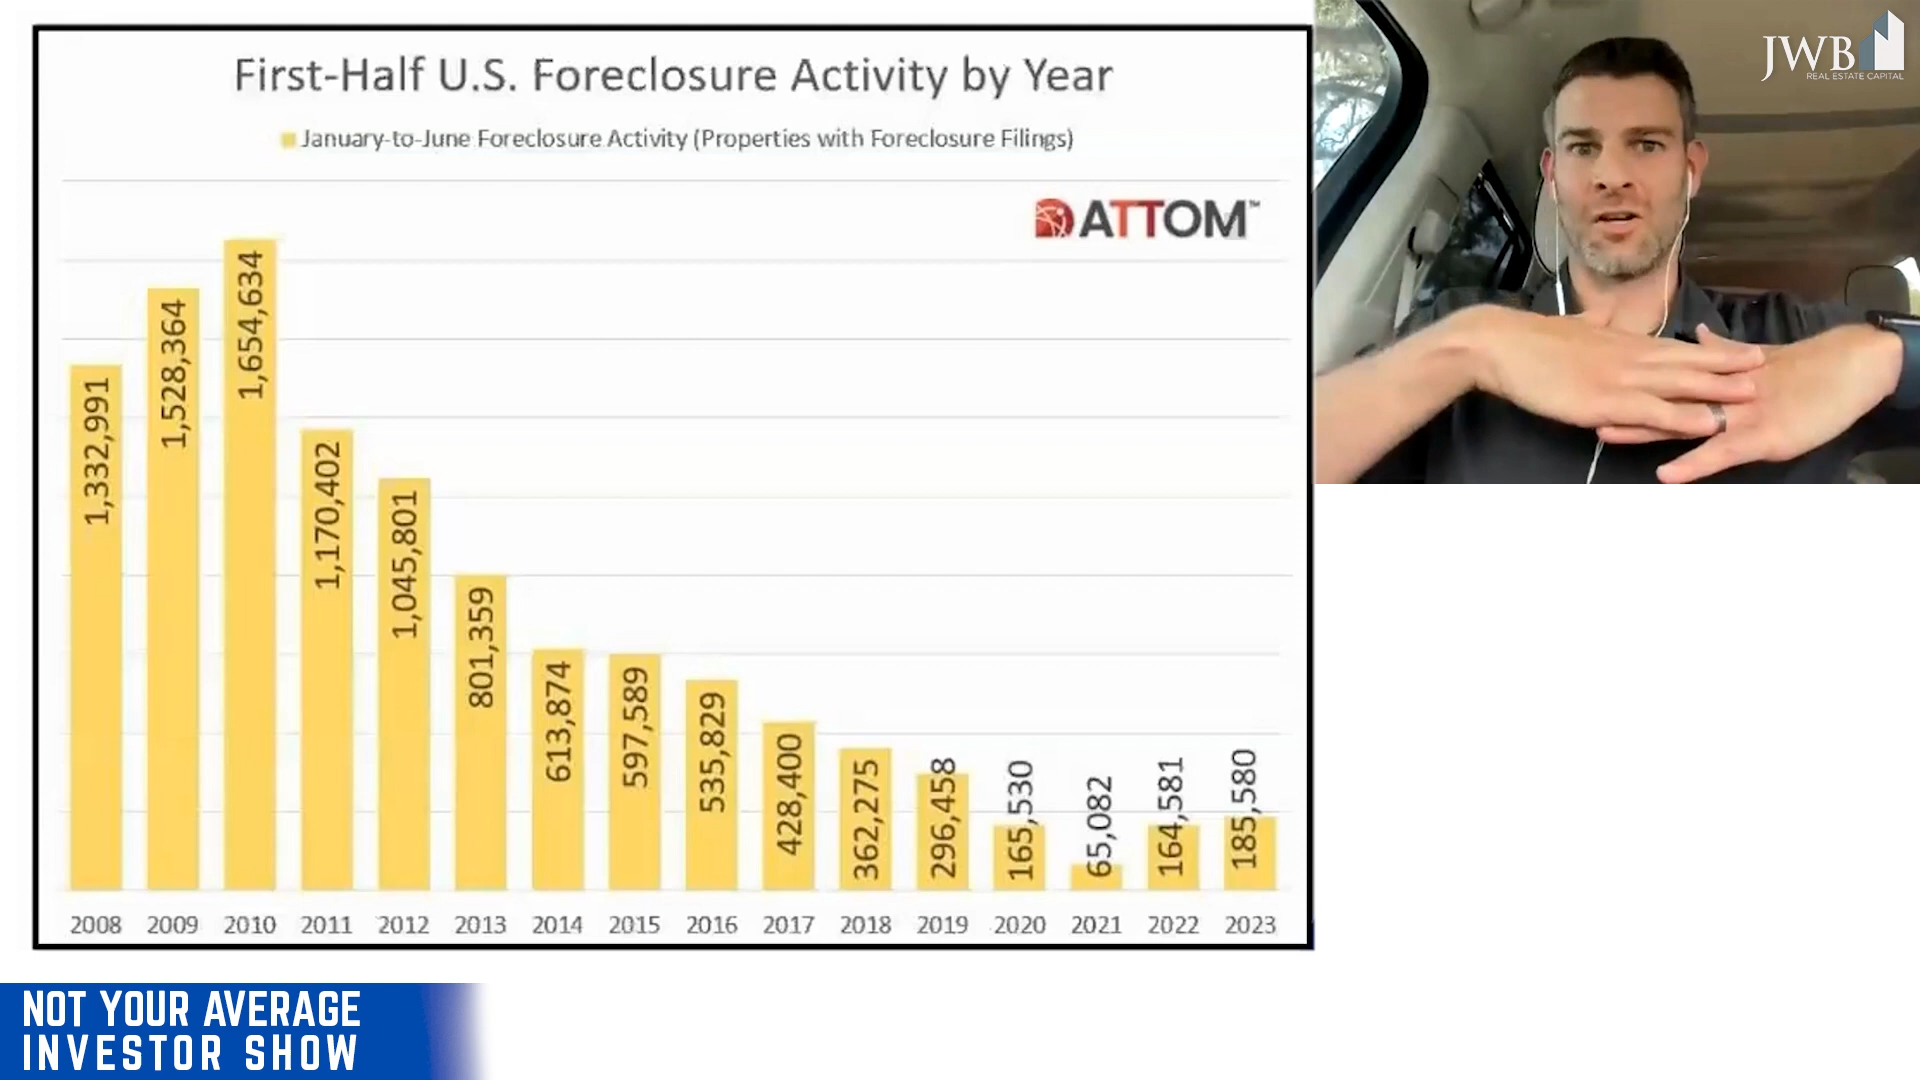 First-Half U.S. Foreclosure Activity by Year
January-to-June Foreclosure Activity (Properties with Foreclosure Filings)
ATTOM™
1,332,991
1,528,364
1,654,634
1,170,402
1,045,801
801,359
613,874
597,589
535,829
428,400
362,275
296,458
165,530
65,082
164,581
185,580
2008 2009 2010 2011 2012 2013 2014 2015 2016 2017 2018 2019 2020 2021 2022 2023
JWB
REAL ESTATE CAPITAL
NOT YOUR AVERAGE
INVESTOR SHOW